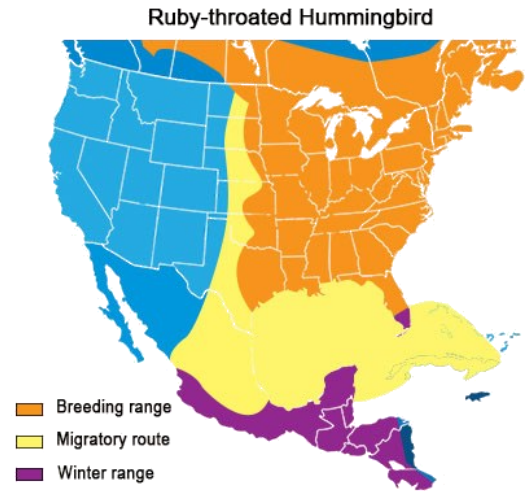 Ruby-throated Hummingbird
Breeding range
Migratory route
Winter range